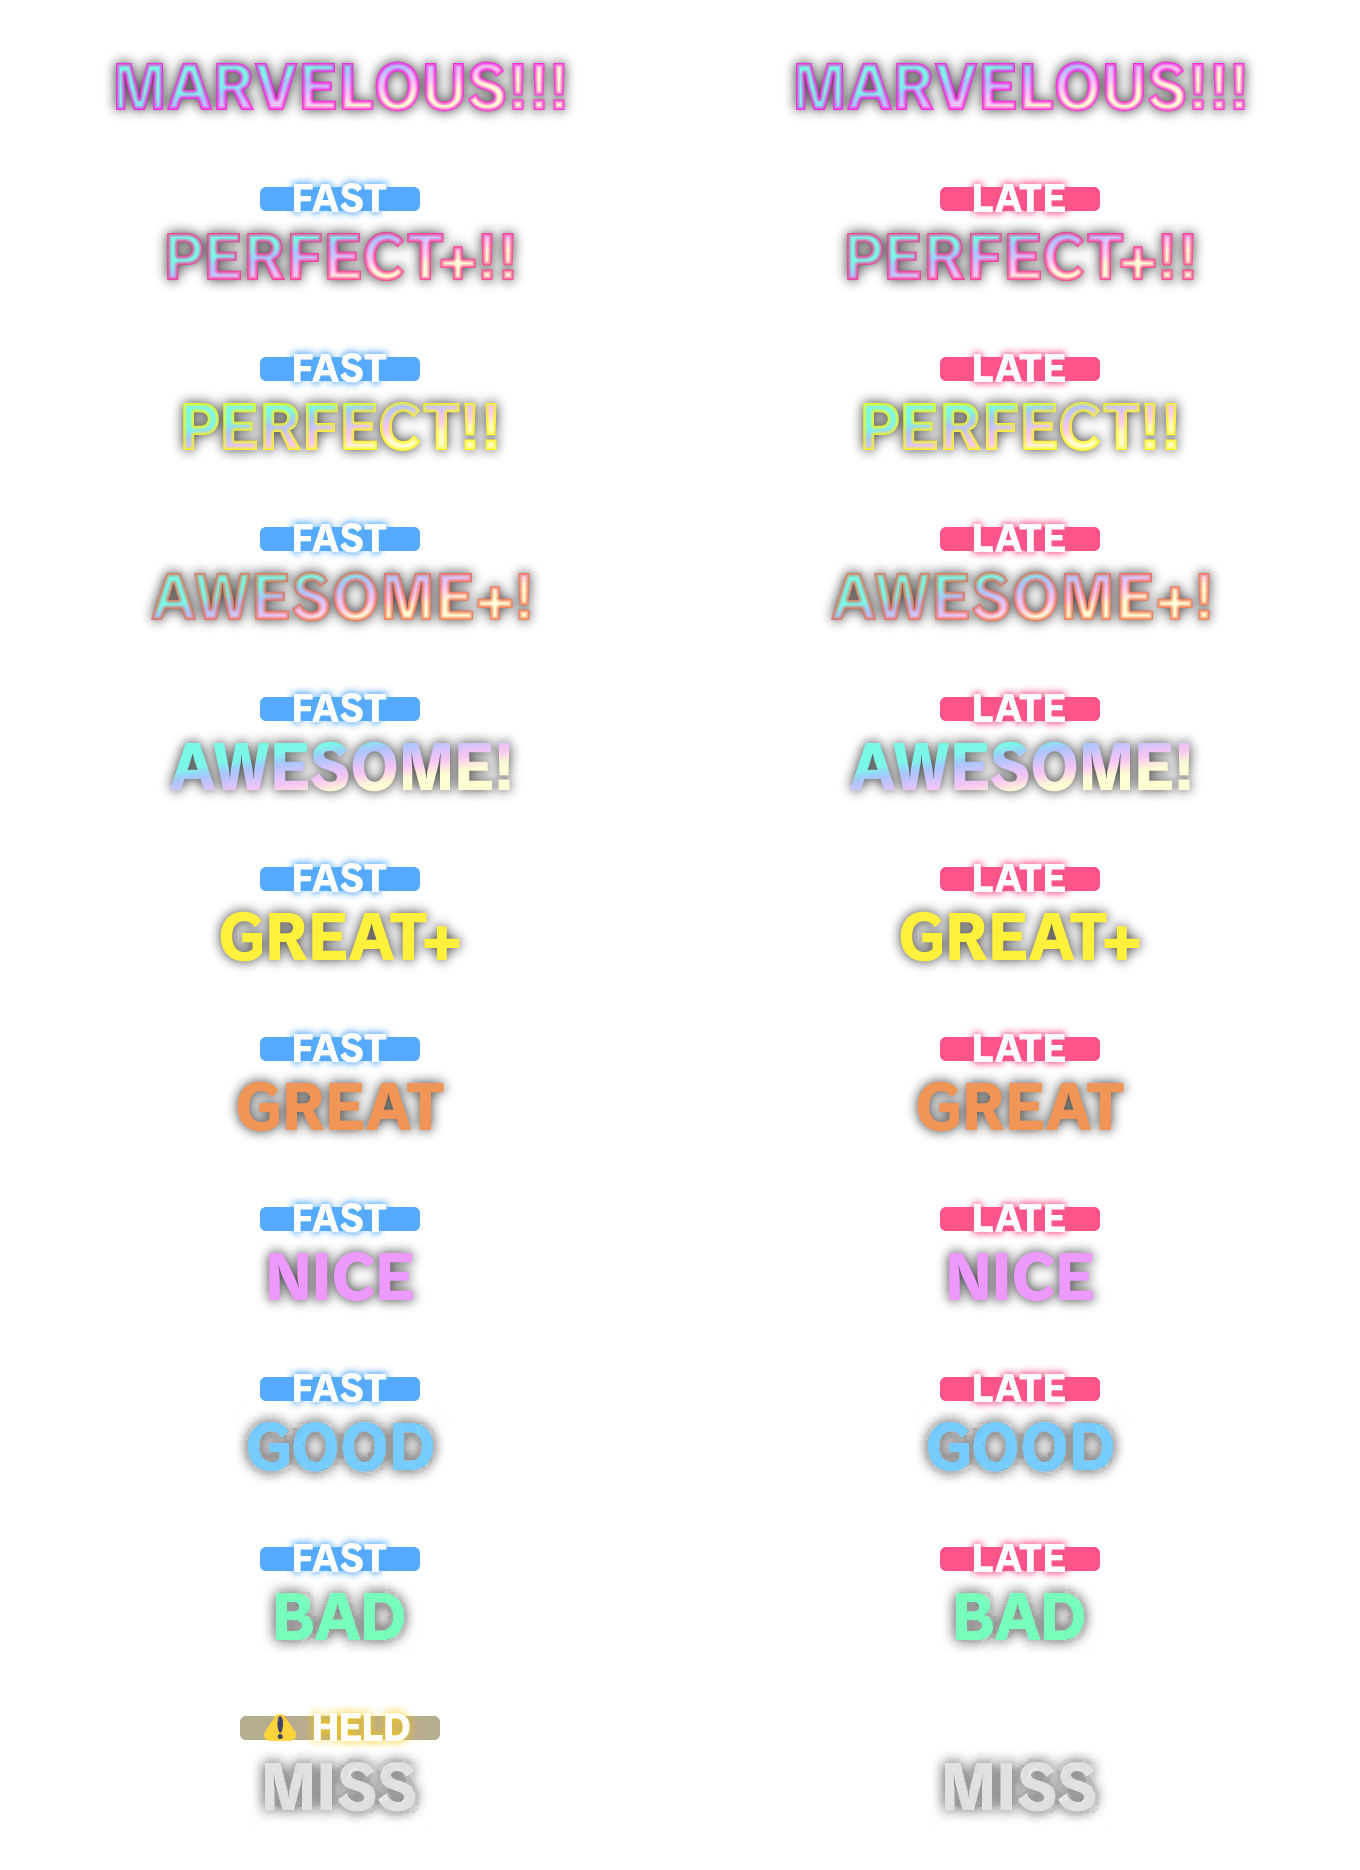 MARVELOUS!!! MARVELOUS!!!
FAST LATE
PERFECT+!! PERFECT+!!
FAST LATE
PERFECT!! PERFECT!!
FAST LATE
AWESOME+! AWESOME+!
FAST LATE
AWESOME! AWESOME!
FAST LATE
GREAT+ GREAT+
FAST LATE
GREAT GREAT
FAST LATE
NICE NICE
FAST LATE
GOOD GOOD
FAST LATE
BAD BAD
⚠ HELD
MISS MISS